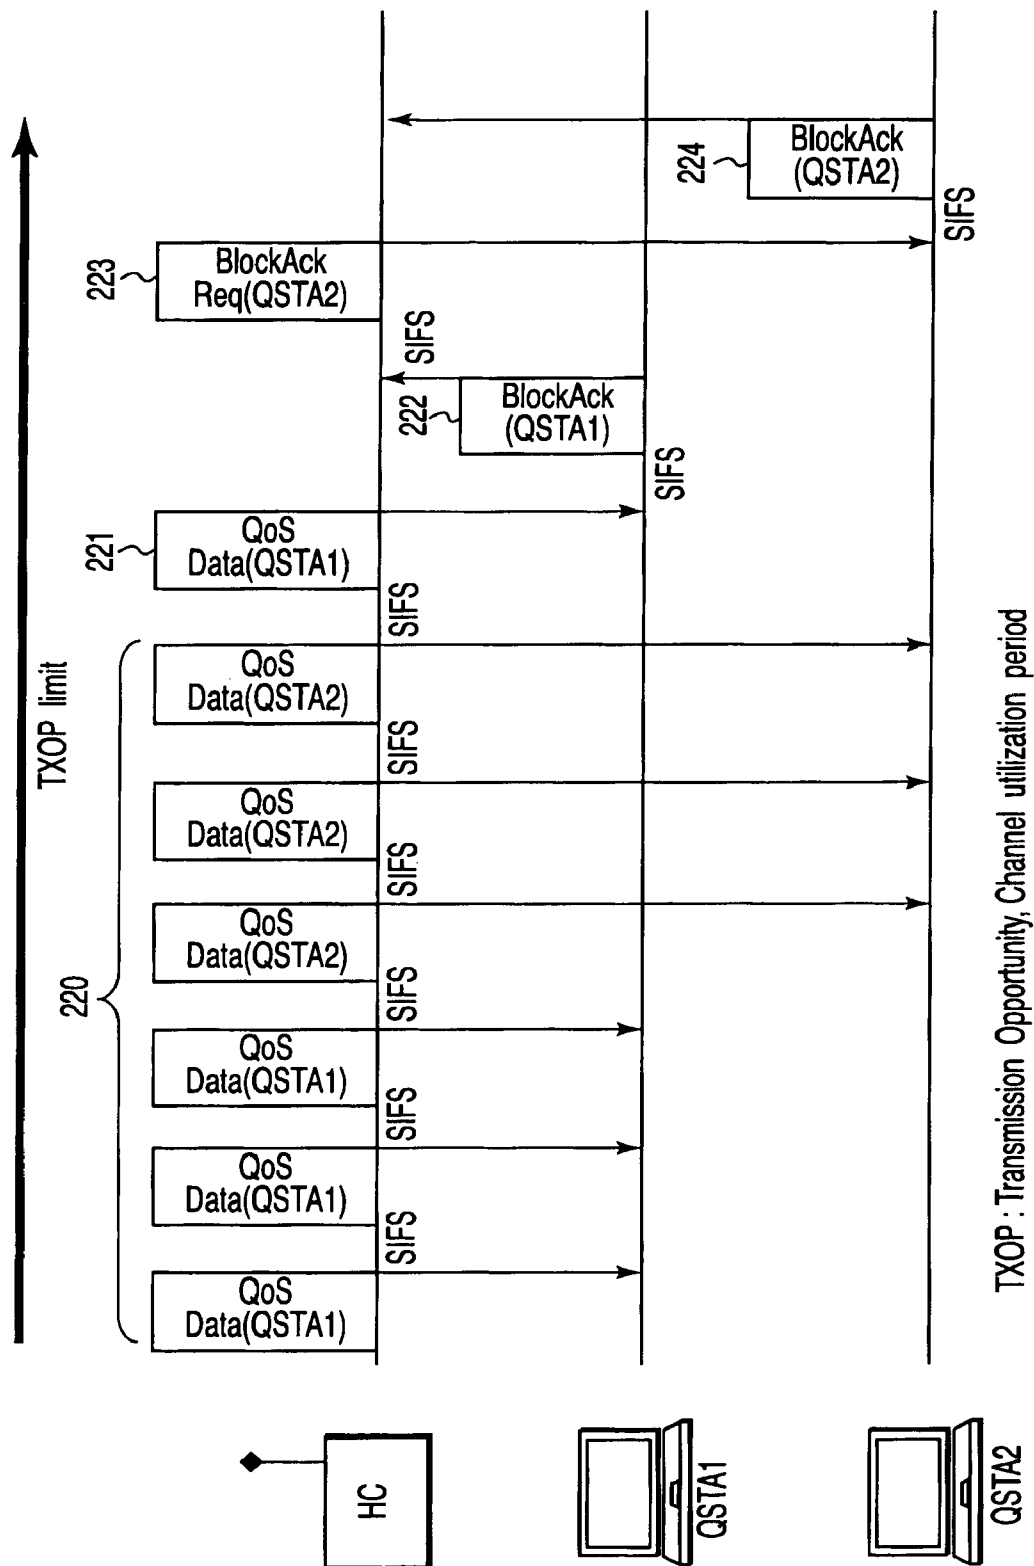 TXOP limit
220
221
223
QoS
Data(QSTA1)
SIFS
QoS
Data(QSTA1)
SIFS
QoS
Data(QSTA1)
SIFS
QoS
Data(QSTA2)
SIFS
QoS
Data(QSTA2)
SIFS
QoS
Data(QSTA2)
SIFS
QoS
Data(QSTA1)
BlockAck
Req(QSTA2)
HC
222
BlockAck
(QSTA1)
SIFS
SIFS
QSTA1
224
BlockAck
(QSTA2)
SIFS
QSTA2
TXOP : Transmission Opportunity, Channel utilization period